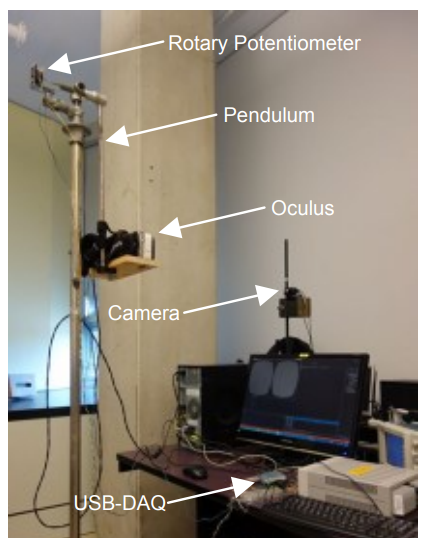 Rotary Potentiometer
Pendulum
Oculus
Camera
USB-DAQ